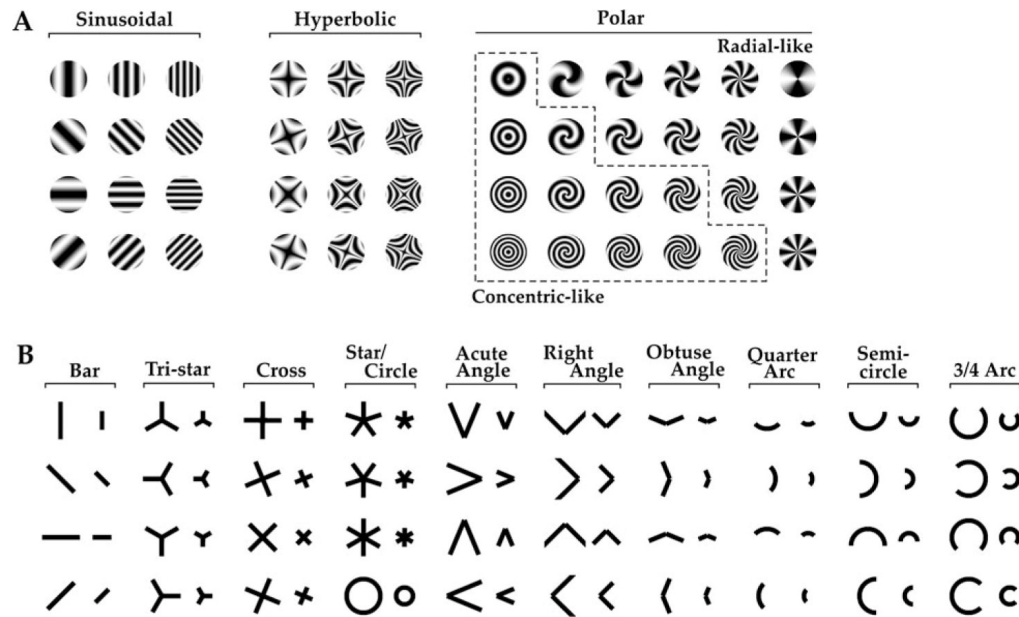 A
Sinusoidal
Hyperbolic
Polar
Radial-like
Concentric-like
B
Bar
Tri-star
Cross
Star/
Circle
Acute
Angle
Right
Angle
Obtuse
Angle
Quarter
Arc
Semi-
circle
3/4 Arc